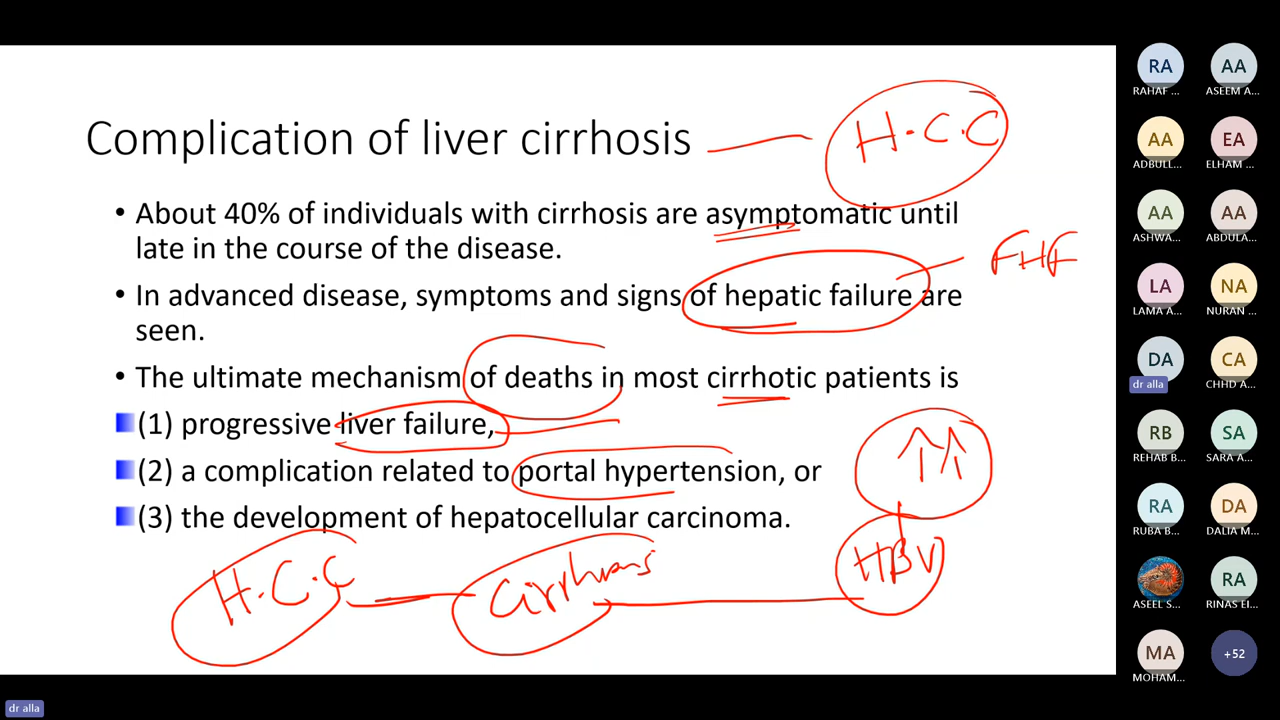 Complication of liver cirrhosis
H.C.C
• About 40% of individuals with cirrhosis are asymptomatic until
late in the course of the disease.
FHF
• In advanced disease, symptoms and signs of hepatic failure are
seen.
• The ultimate mechanism of deaths in most cirrhotic patients is
(1) progressive liver failure,
(2) a complication related to portal hypertension, or
↑↑
(3) the development of hepatocellular carcinoma.
H.C.C
Cirrhosis
HBV
RA
RAHAF ...
AA
ASEEM A...
AA
ADBULL...
EA
ELHAM ...
AA
ASHWA...
AA
ABDULA...
LA
LAMA A...
NA
NURAN ...
DA
dr alla
CA
CHHD A...
RB
REHAB B...
SA
SARA A...
RA
RUBA B...
DA
DALIA M...
ASEEL S...
RA
RINAS EI...
MA
MOHAM...
+52
dr alla